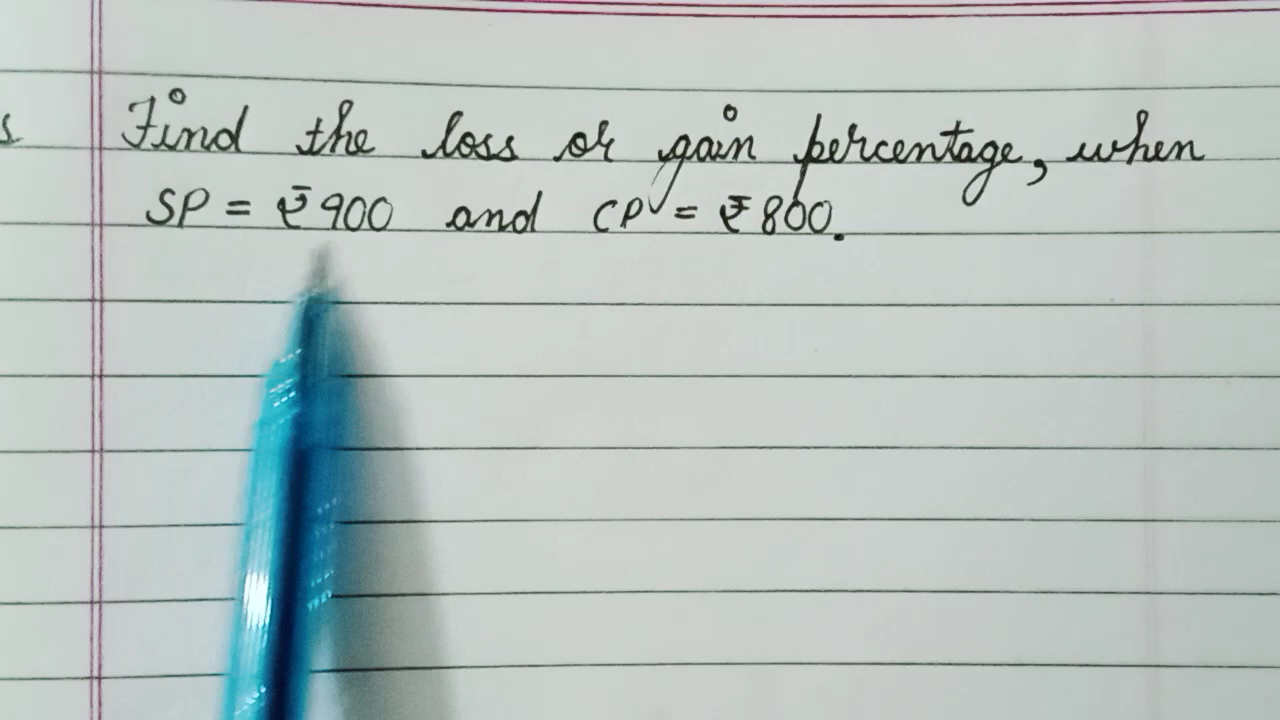 Find the loss or gain percentage, when
SP = ₹900 and CP = ₹800.